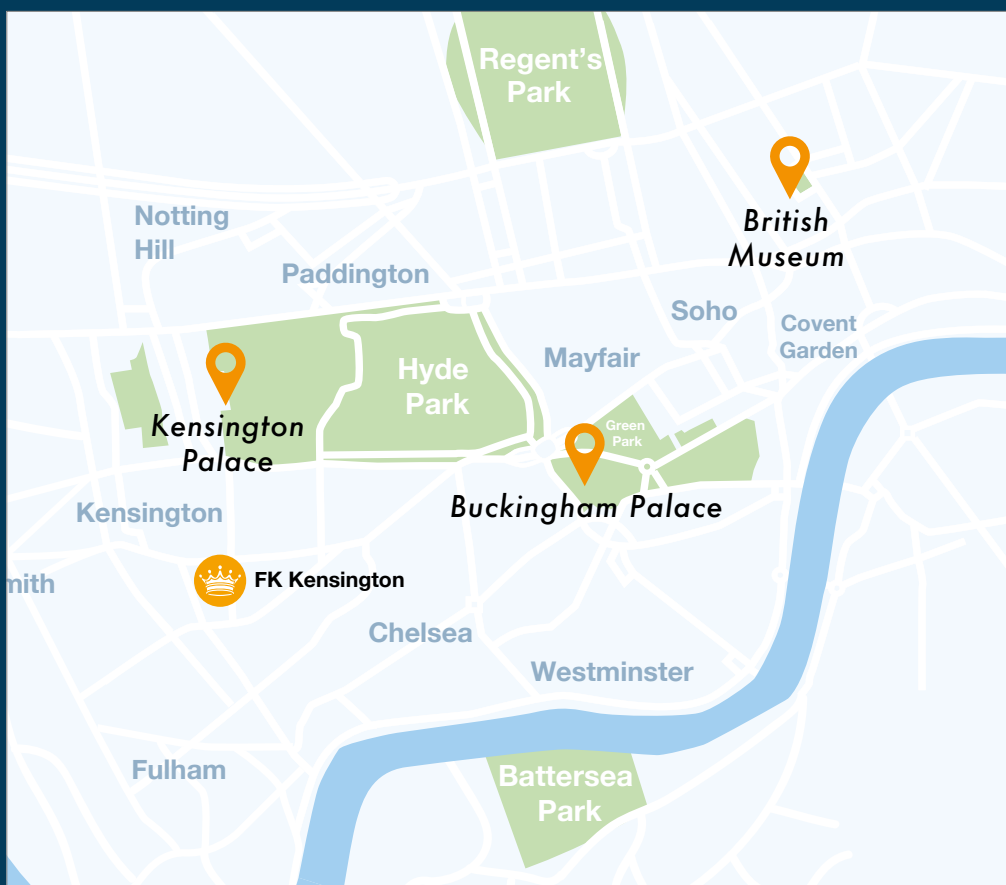 Regent's
Park
British
Museum
Notting
Hill
Paddington
Soho
Covent
Garden
Mayfair
Hyde
Park
Kensington
Palace
Green
Park
Buckingham Palace
Kensington
FK Kensington
mith
Chelsea
Westminster
Fulham
Battersea
Park